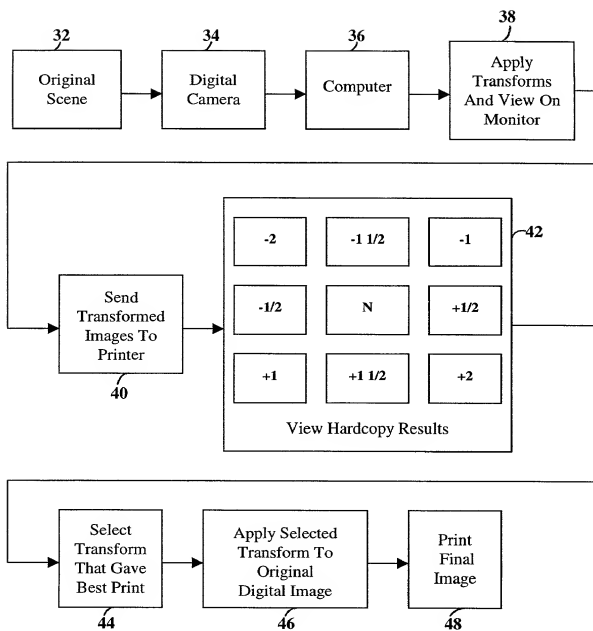 32
34
36
38
Original
Scene
Digital
Camera
Computer
Apply
Transforms
And View On
Monitor
Send
Transformed
Images To
Printer
40
-2
-1 1/2
-1
42
-1/2
N
+1/2
+1
+1 1/2
+2
View Hardcopy Results
Select
Transform
That Gave
Best Print
44
Apply Selected
Transform To
Original
Digital Image
46
Print
Final
Image
48